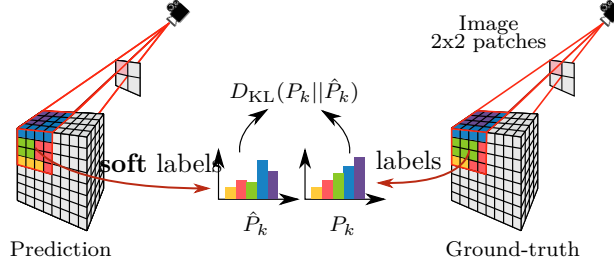 Image
2x2 patches
D_KL(P_k||P̂_k)
soft labels
labels
P̂_k
P_k
Prediction
Ground-truth